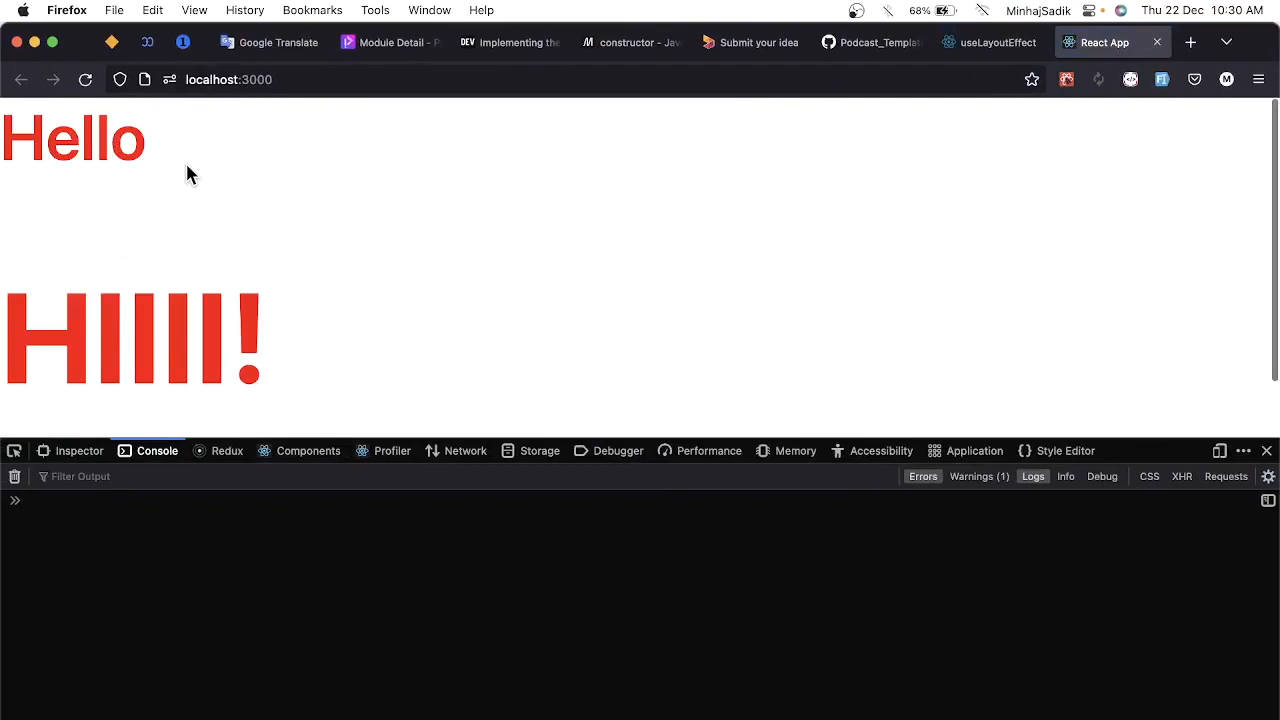 Firefox File Edit View History Bookmarks Tools Window Help 68% MinhajSadik Thu 22 Dec 10:30 AM
1 Google Translate Module Detail - P DEV Implementing the M constructor - Jav Submit your idea Podcast_Templat useLayoutEffect React App
localhost:3000 M
Hello
HIIIII!
Inspector Console Redux Components Profiler Network Storage Debugger Performance Memory Accessibility Application Style Editor
Filter Output Errors Warnings (1) Logs Info Debug CSS XHR Requests